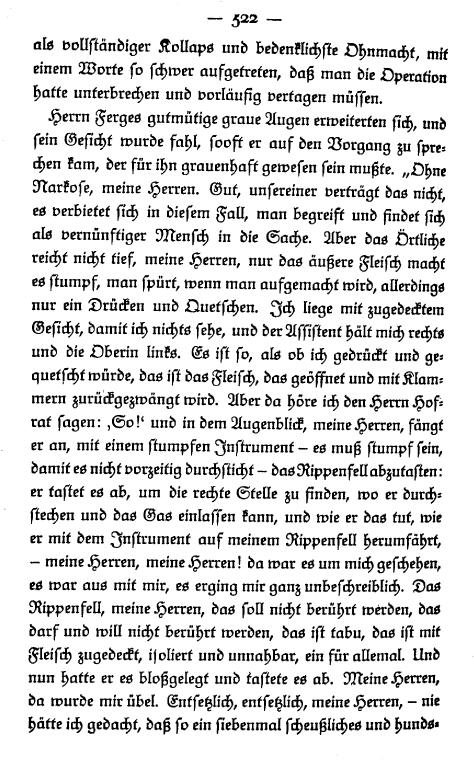 — 522 —
als vollständiger Kollaps und bedenklichste Ohnmacht, mit
einem Worte so schwer aufgetreten, daß man die Operation
hatte unterbrechen und vorläufig vertagen müssen.
Herrn Ferges gutmütige graue Augen erweiterten sich, und
sein Gesicht wurde fahl, sooft er auf den Vorgang zu spre-
chen kam, der für ihn grauenhaft gewesen sein mußte. „Ohne
Narkose, meine Herren. Gut, unsereiner verträgt das nicht,
es verbietet sich in diesem Fall, man begreift und findet sich
als vernünftiger Mensch in die Sache. Aber das Örtliche
reicht nicht tief, meine Herren, nur das äußere Fleisch macht
es stumpf, man spürt, wenn man aufgemacht wird, allerdings
nur ein Drücken und Quetschen. Ich liege mit zugedecktem
Gesicht, damit ich nichts sehe, und der Assistent hält mich rechts
und die Oberin links. Es ist so, als ob ich gedrückt und ge-
quetscht würde, das ist das Fleisch, das geöffnet und mit Klam-
mern zurückgezwängt wird. Aber da höre ich den Herrn Hof-
rat sagen: ‚So!‘ und in dem Augenblick, meine Herren, fängt
er an, mit einem stumpfen Instrument – es muß stumpf sein,
damit es nicht vorzeitig durchsticht – das Rippenfell abzutasten:
er tastet es ab, um die rechte Stelle zu finden, wo er durch-
stechen und das Gas einlassen kann, und wie er das tut, wie
er mit dem Instrument auf meinem Rippenfell herumfährt,
– meine Herren, meine Herren! da war es um mich geschehen,
es war aus mit mir, es erging mir ganz unbeschreiblich. Das
Rippenfell, meine Herren, das soll nicht berührt werden, das
darf und will nicht berührt werden, das ist tabu, das ist mit
Fleisch zugedeckt, isoliert und unnahbar, ein für allemal. Und
nun hatte er es bloßgelegt und tastete es ab. Meine Herren,
da wurde mir übel. Entsetzlich, entsetzlich, meine Herren, – nie
hätte ich gedacht, daß so ein siebenmal scheußliches und hunds-